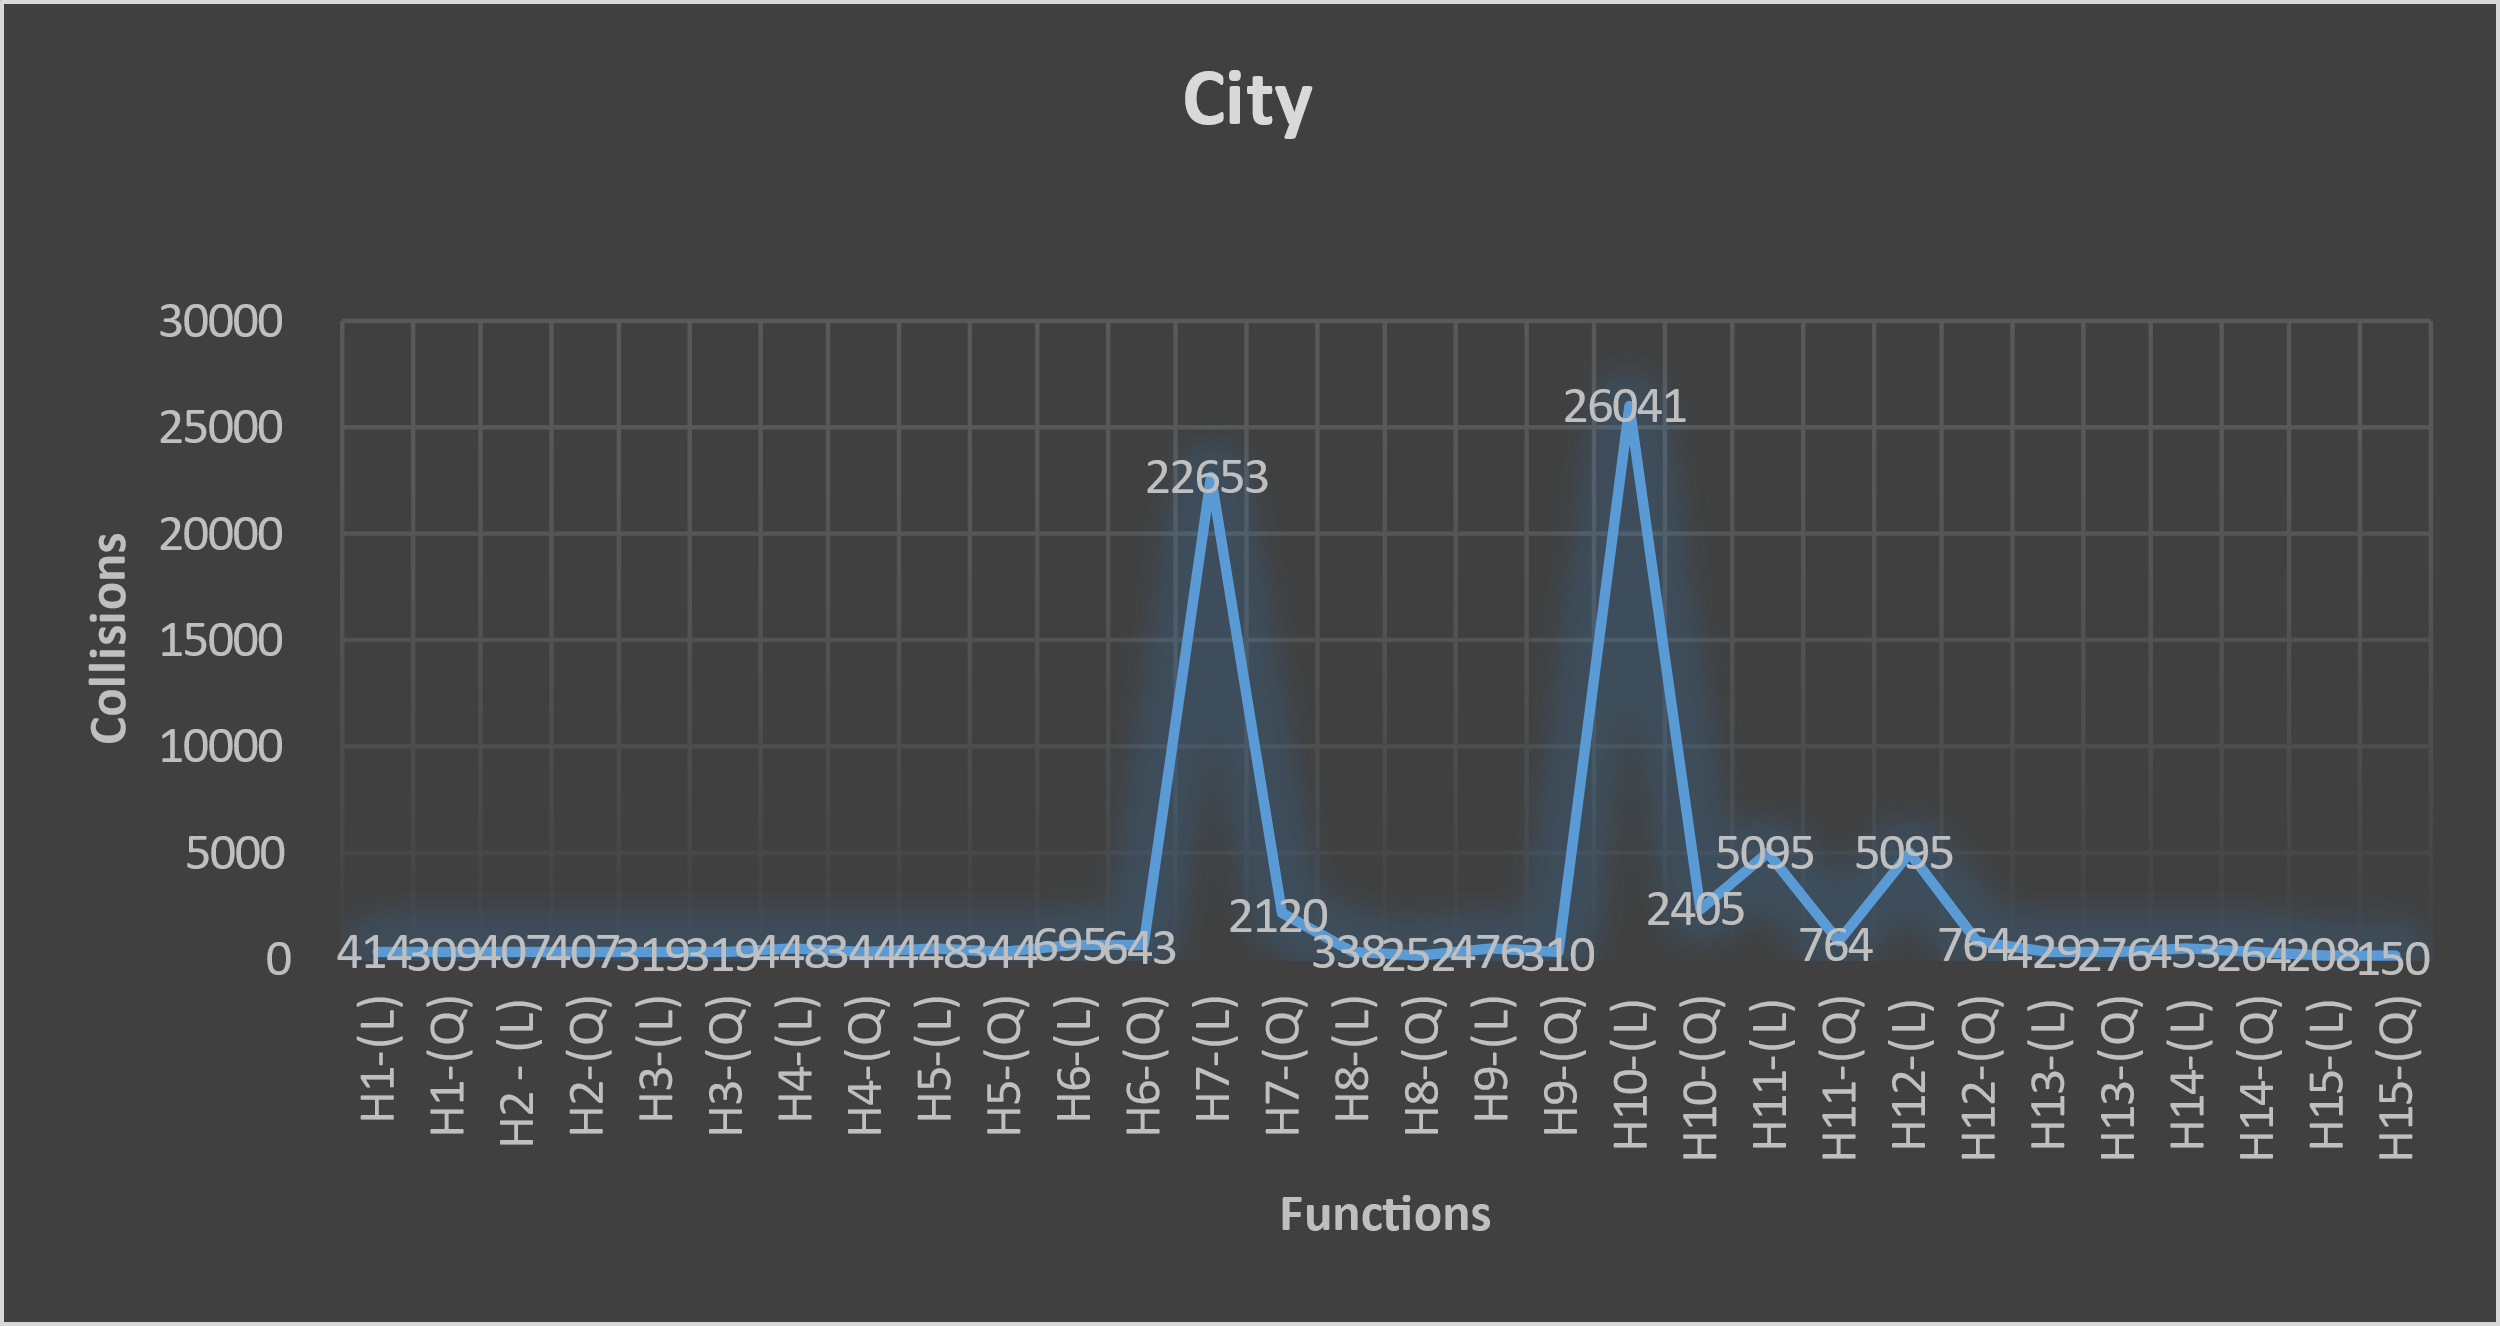 City
Collisions
30000
25000
20000
15000
10000
5000
0
414
309
407
407
319
319
448
344
448
344
695
643
22653
2120
338
252
476
310
26041
2405
5095
764
5095
764
429
276
453
264
208
150
H1-(L)
H1-(Q)
H2 - (L)
H2-(Q)
H3-(L)
H3-(Q)
H4-(L)
H4-(Q)
H5-(L)
H5-(Q)
H6-(L)
H6-(Q)
H7-(L)
H7-(Q)
H8-(L)
H8-(Q)
H9-(L)
H9-(Q)
H10-(L)
H10-(Q)
H11-(L)
H11-(Q)
H12-(L)
H12-(Q)
H13-(L)
H13-(Q)
H14-(L)
H14-(Q)
H15-(L)
H15-(Q)
Functions